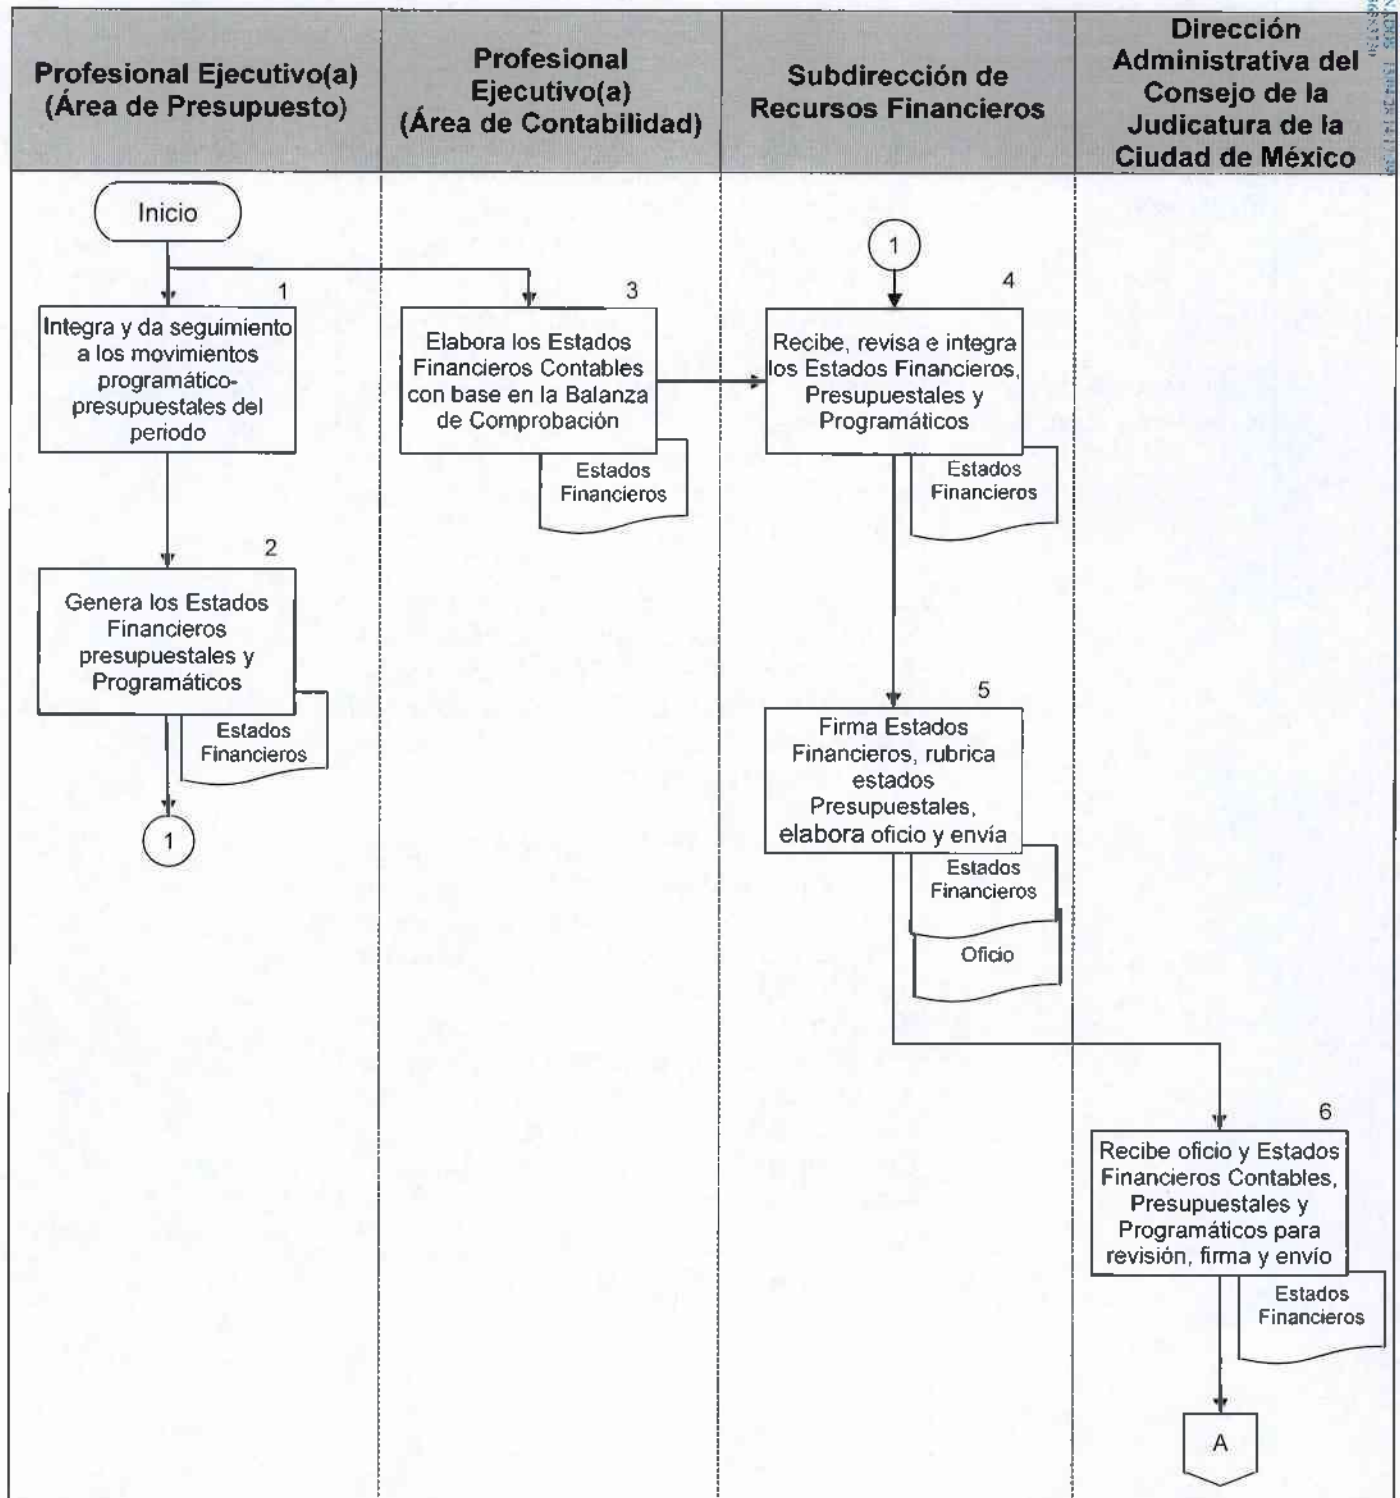 Profesional Ejecutivo(a)
(Área de Presupuesto)
Profesional
Ejecutivo(a)
(Área de Contabilidad)
Subdirección de
Recursos Financieros
Dirección
Administrativa del
Consejo de la
Judicatura de la
Ciudad de México
Inicio
1
Integra y da seguimiento
a los movimientos
programático-
presupuestales del
periodo
2
Genera los Estados
Financieros
presupuestales y
Programáticos
Estados
Financieros
1
3
Elabora los Estados
Financieros Contables
con base en la Balanza
de Comprobación
Estados
Financieros
1
4
Recibe, revisa e integra
los Estados Financieros,
Presupuestales y
Programáticos
Estados
Financieros
5
Firma Estados
Financieros, rubrica
estados
Presupuestales,
elabora oficio y envía
Estados
Financieros
Oficio
6
Recibe oficio y Estados
Financieros Contables,
Presupuestales y
Programáticos para
revisión, firma y envío
Estados
Financieros
A